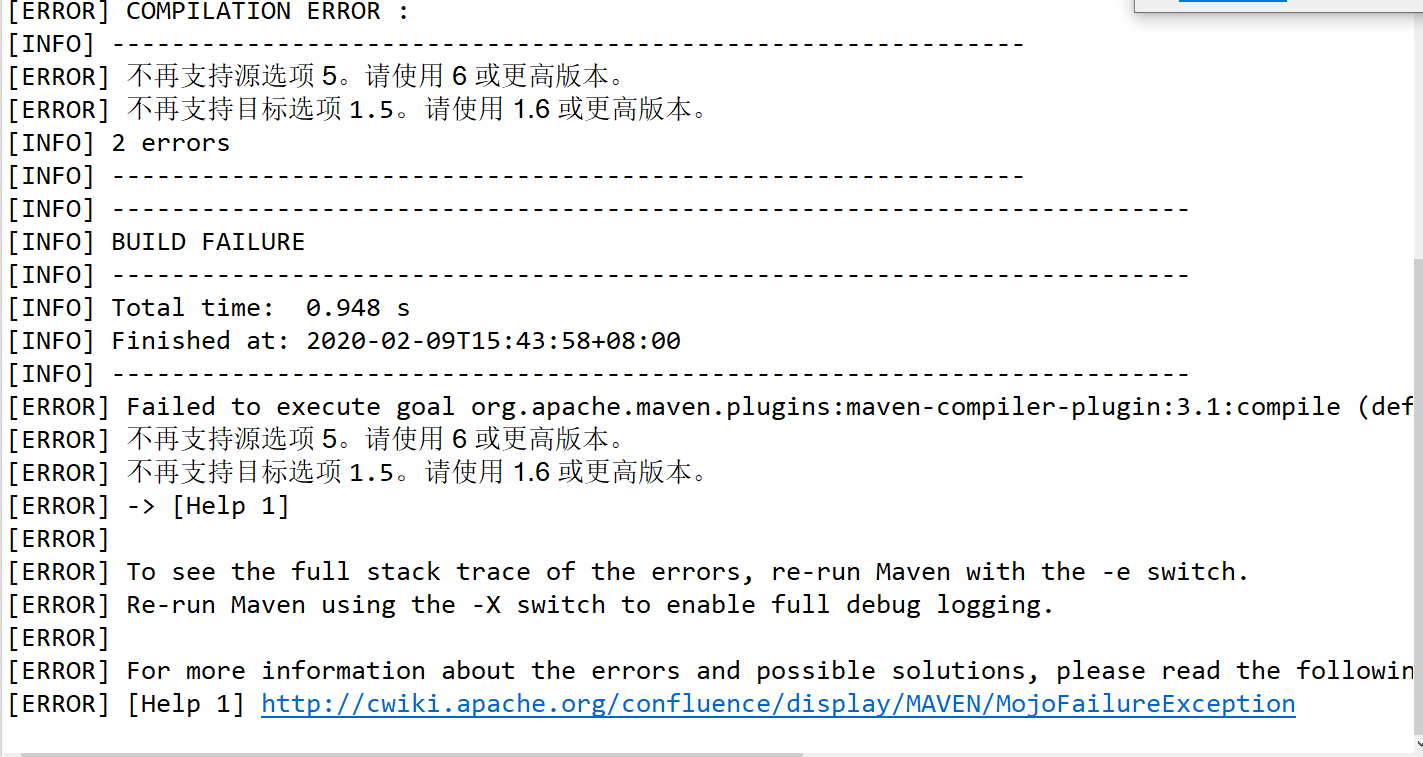 [ERROR] COMPILATION ERROR :
[INFO] -------------------------------------------------------------
[ERROR] 不再支持源选项 5。请使用 6 或更高版本。
[ERROR] 不再支持目标选项 1.5。请使用 1.6 或更高版本。
[INFO] 2 errors
[INFO] -------------------------------------------------------------
[INFO] ------------------------------------------------------------------------
[INFO] BUILD FAILURE
[INFO] ------------------------------------------------------------------------
[INFO] Total time:  0.948 s
[INFO] Finished at: 2020-02-09T15:43:58+08:00
[INFO] ------------------------------------------------------------------------
[ERROR] Failed to execute goal org.apache.maven.plugins:maven-compiler-plugin:3.1:compile (def
[ERROR] 不再支持源选项 5。请使用 6 或更高版本。
[ERROR] 不再支持目标选项 1.5。请使用 1.6 或更高版本。
[ERROR] -> [Help 1]
[ERROR]
[ERROR] To see the full stack trace of the errors, re-run Maven with the -e switch.
[ERROR] Re-run Maven using the -X switch to enable full debug logging.
[ERROR]
[ERROR] For more information about the errors and possible solutions, please read the followin
[ERROR] [Help 1] http://cwiki.apache.org/confluence/display/MAVEN/MojoFailureException